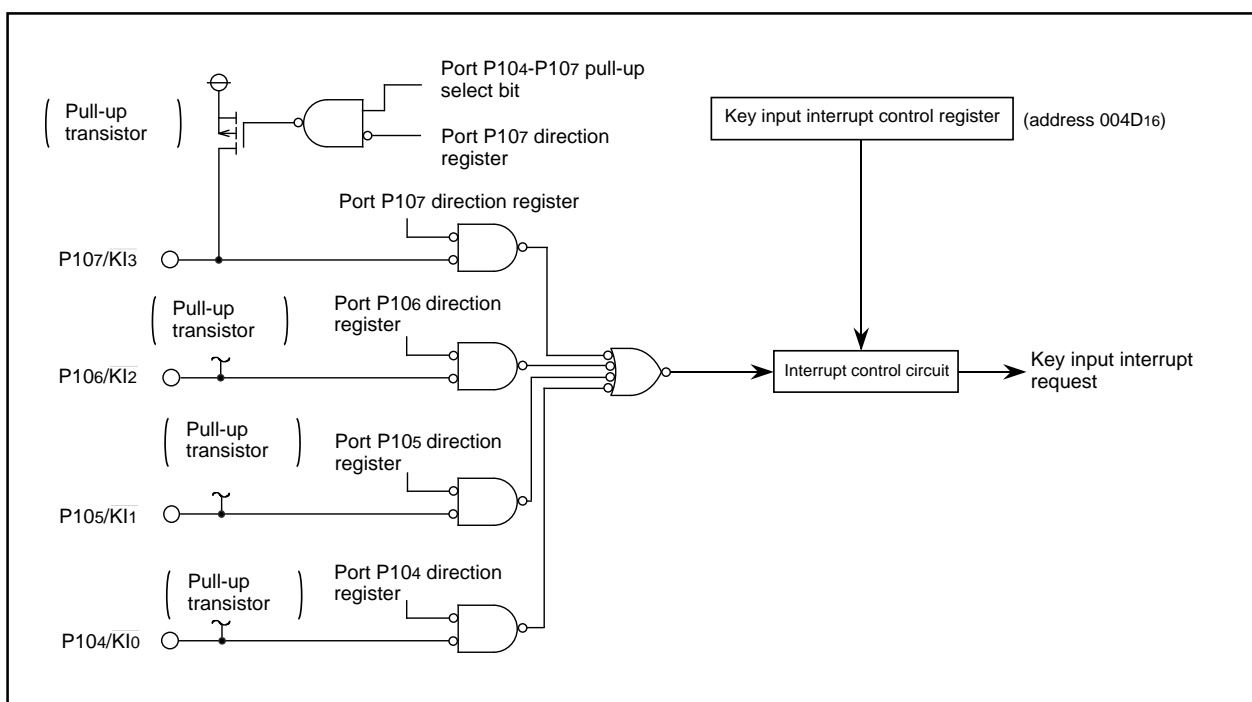 Port P104-P107 pull-up
select bit
( Pull-up
transistor )
Port P107 direction
register
Key input interrupt control register
(address 004D16)
Port P107 direction register
P107/KI3
( Pull-up
transistor )
Port P106 direction
register
P106/KI2
Interrupt control circuit
Key input interrupt
request
( Pull-up
transistor )
Port P105 direction
register
P105/KI1
( Pull-up
transistor )
Port P104 direction
register
P104/KI0